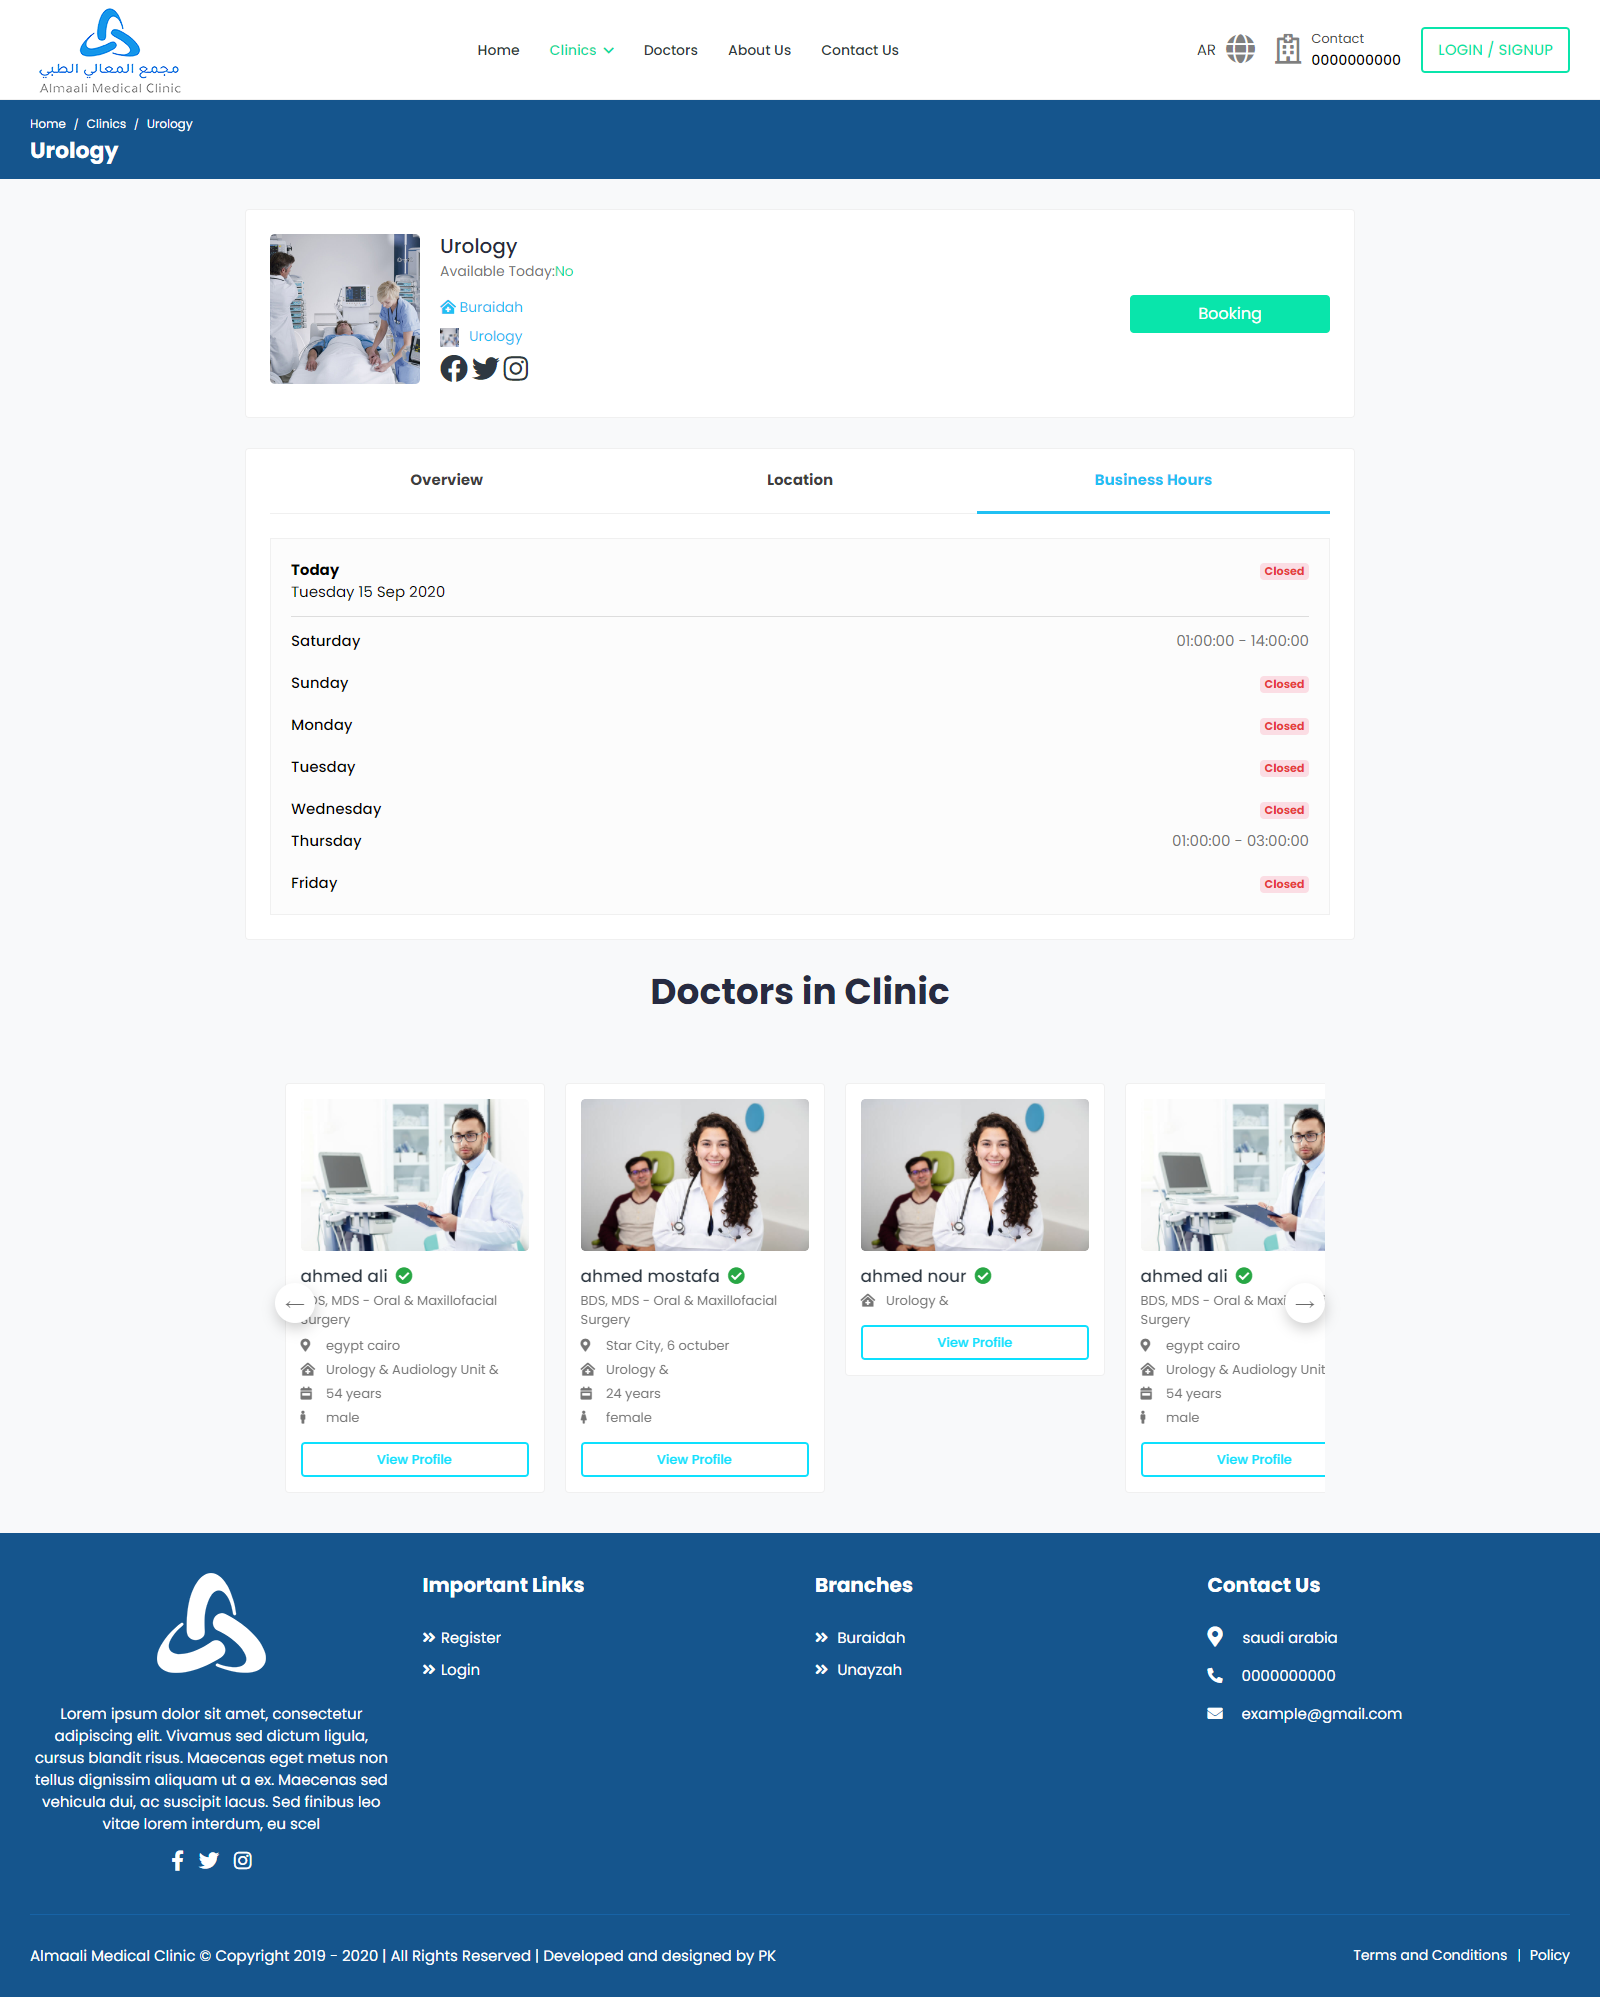 مجمع المعالي الطبي
Almaali Medical Clinic
Home
Clinics
Doctors
About Us
Contact Us
AR
Contact
0000000000
LOGIN / SIGNUP
Home / Clinics / Urology
Urology
Urology
Available Today:No
Buraidah
Urology
Booking
Overview
Location
Business Hours
Today
Closed
Tuesday 15 Sep 2020
Saturday
01:00:00 - 14:00:00
Sunday
Closed
Monday
Closed
Tuesday
Closed
Wednesday
Closed
Thursday
01:00:00 - 03:00:00
Friday
Closed
Doctors in Clinic
ahmed ali
BDS, MDS - Oral & Maxillofacial
Surgery
egypt cairo
Urology & Audiology Unit &
54 years
male
View Profile
ahmed mostafa
BDS, MDS - Oral & Maxillofacial
Surgery
Star City, 6 octuber
Urology &
24 years
female
View Profile
ahmed nour
Urology &
View Profile
ahmed ali
BDS, MDS - Oral & Maxi
Surgery
egypt cairo
Urology & Audiology Unit
54 years
male
View Profile
Lorem ipsum dolor sit amet, consectetur
adipiscing elit. Vivamus sed dictum ligula,
cursus blandit risus. Maecenas eget metus non
tellus dignissim aliquam ut a ex. Maecenas sed
vehicula dui, ac suscipit lacus. Sed finibus leo
vitae lorem interdum, eu scel
Important Links
Register
Login
Branches
Buraidah
Unayzah
Contact Us
saudi arabia
0000000000
example@gmail.com
Almaali Medical Clinic © Copyright 2019 - 2020 | All Rights Reserved | Developed and designed by PK
Terms and Conditions | Policy